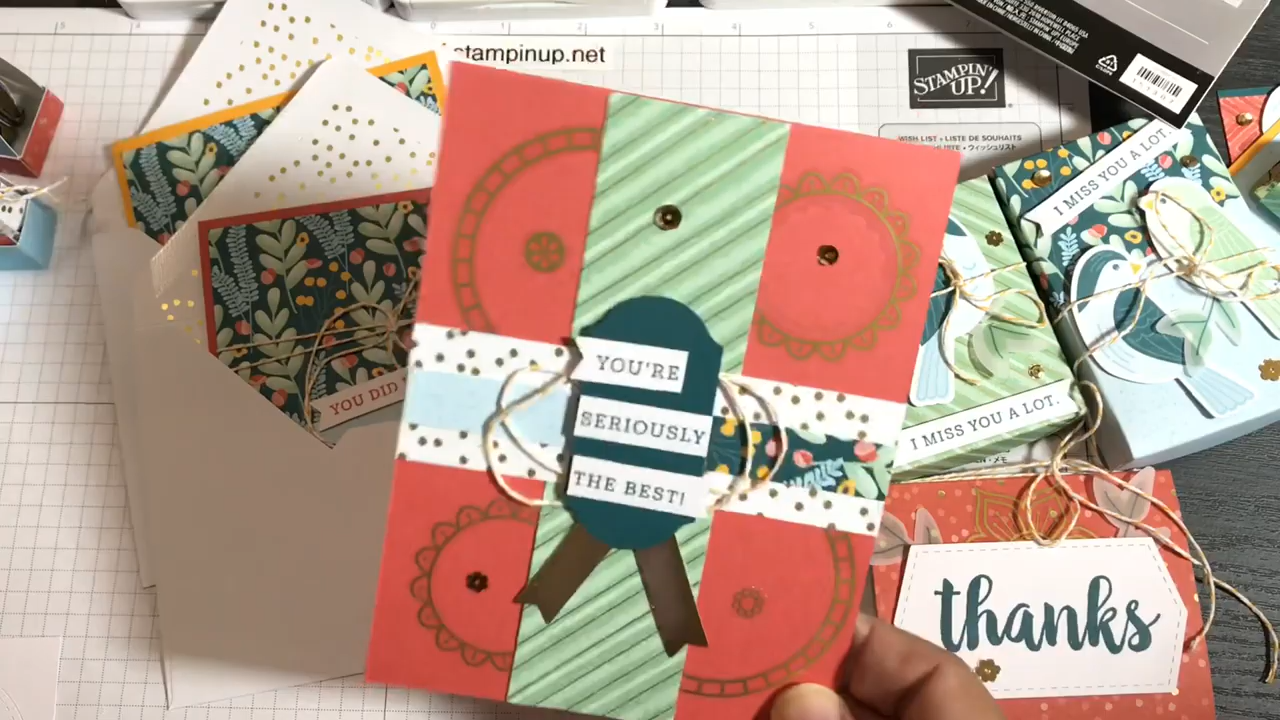 stampinup.net
STAMPIN'
UP!
WISH LIST • LISTE DE SOUHAITS
I MISS YOU A LOT.
YOU'RE
SERIOUSLY
THE BEST!
YOU DID
I MISS YOU A LOT.
thanks